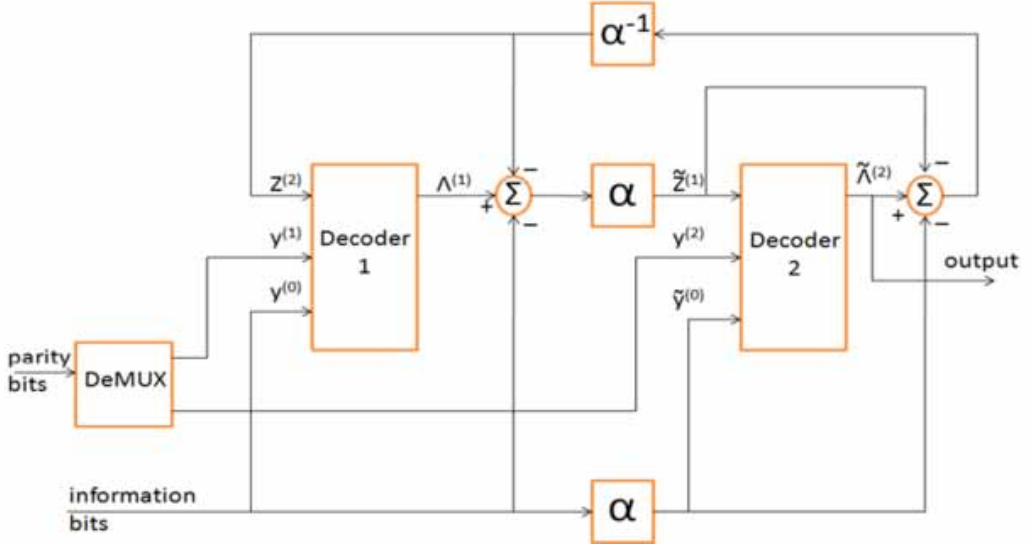 α⁻¹
Z⁽²⁾
Λ⁽¹⁾
−
Σ
+
−
α
Z̃⁽¹⁾
Λ̃⁽²⁾
−
Σ
+
−
y⁽¹⁾
Decoder
1
y⁽²⁾
Decoder
2
output
y⁽⁰⁾
ỹ⁽⁰⁾
parity
bits
DeMUX
information
bits
α